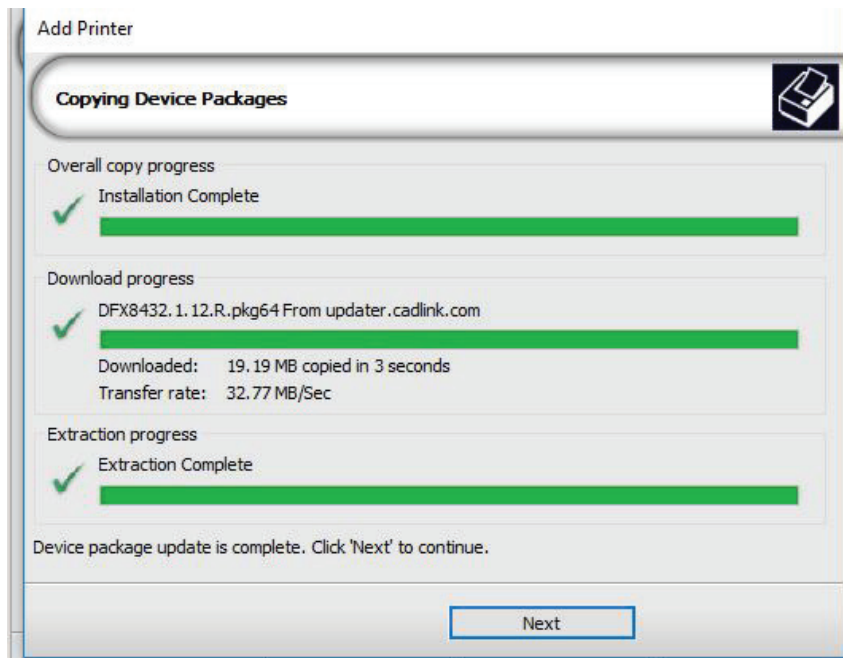 Add Printer
Copying Device Packages
Overall copy progress
Installation Complete
Download progress
DFX8432.1.12.R.pkg64 From updater.cadlink.com
Downloaded: 19.19 MB copied in 3 seconds
Transfer rate: 32.77 MB/Sec
Extraction progress
Extraction Complete
Device package update is complete. Click 'Next' to continue.
Next